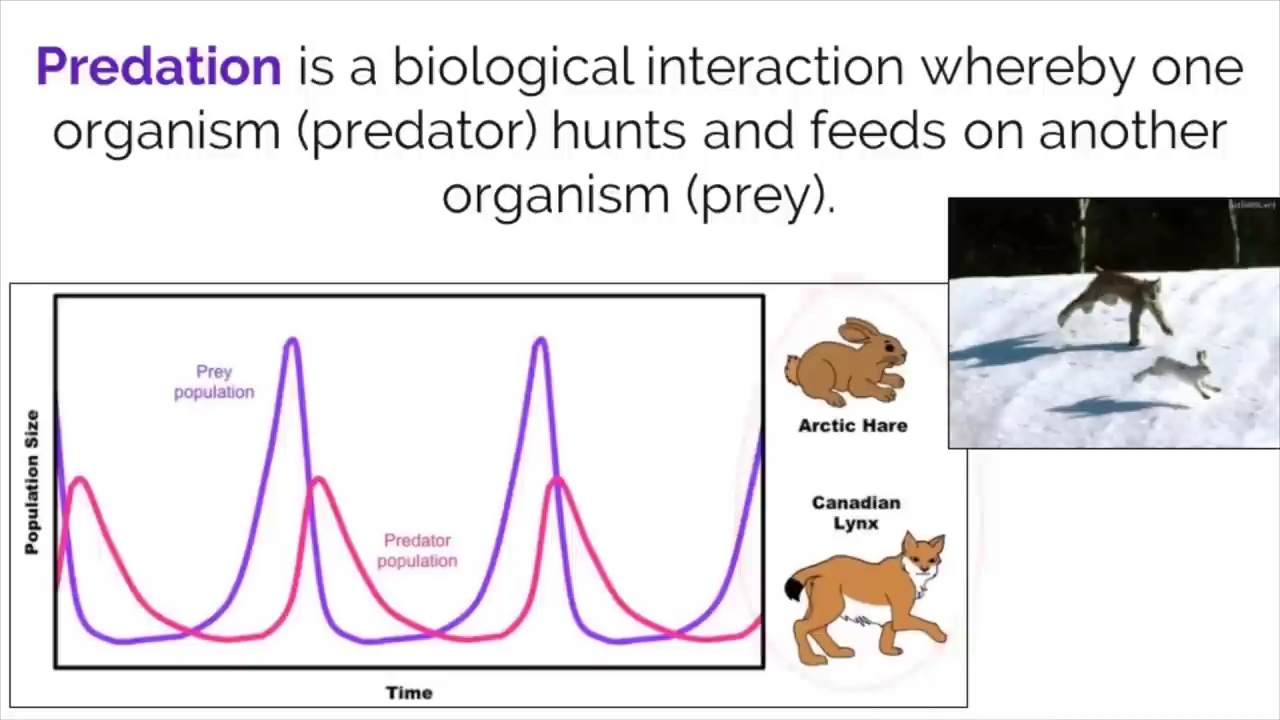 Predation is a biological interaction whereby one
organism (predator) hunts and feeds on another
organism (prey).
Prey
population
Predator
population
Population Size
Time
Arctic Hare
Canadian
Lynx